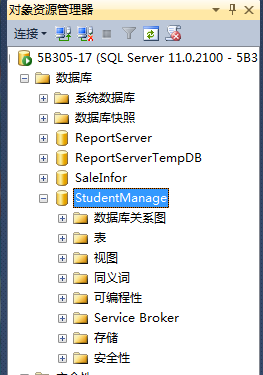 对象资源管理器
连接
5B305-17 (SQL Server 11.0.2100 - 5B3
数据库
系统数据库
数据库快照
ReportServer
ReportServerTempDB
SaleInfor
StudentManage
数据库关系图
表
视图
同义词
可编程性
Service Broker
存储
安全性
安全性